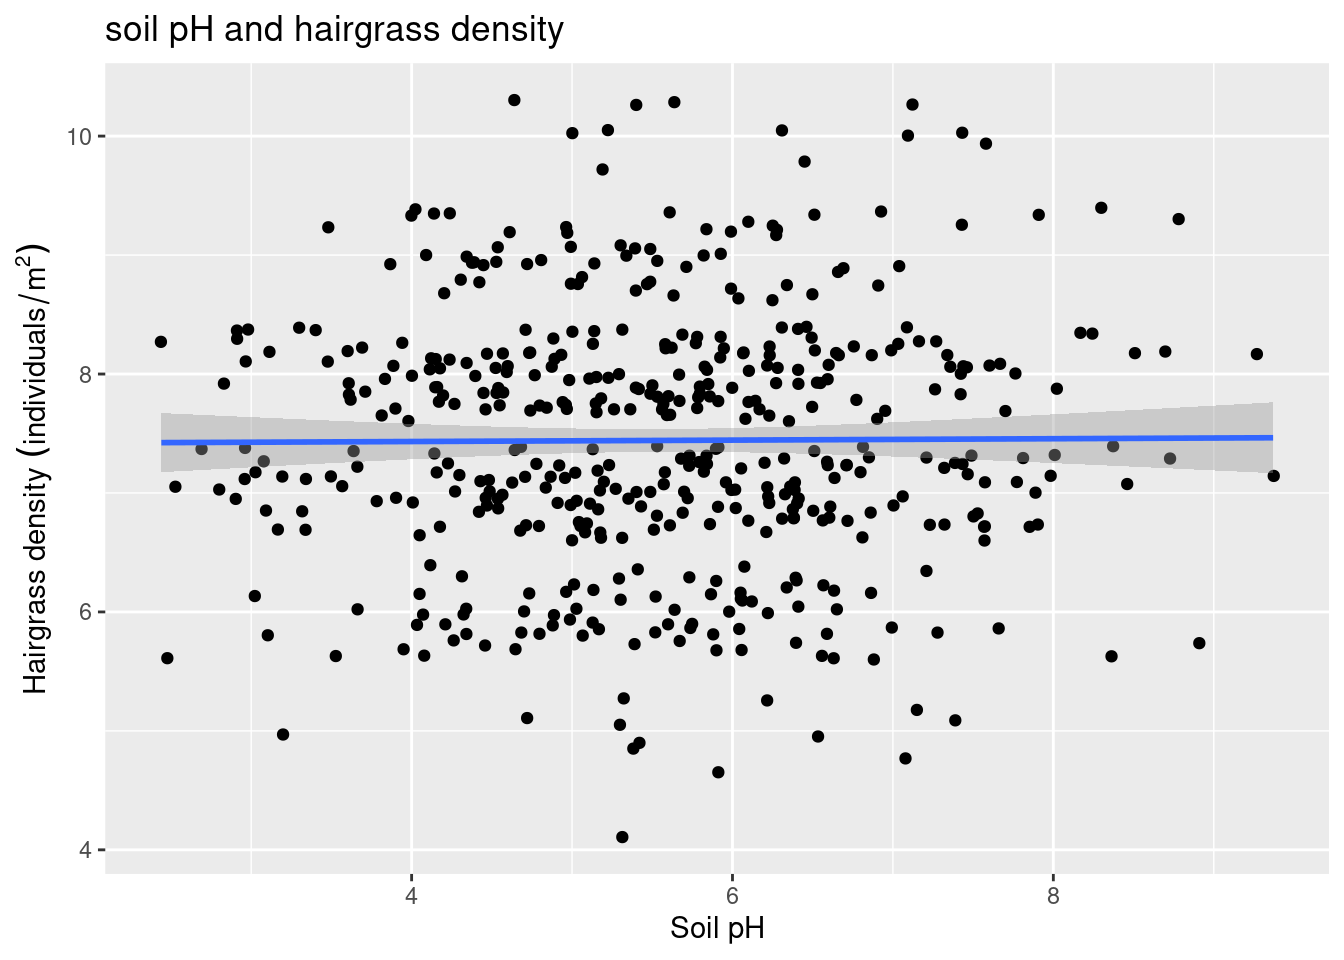 soil pH and hairgrass density
Hairgrass density (individuals/m²)
10
8
6
4
4 6 8
Soil pH